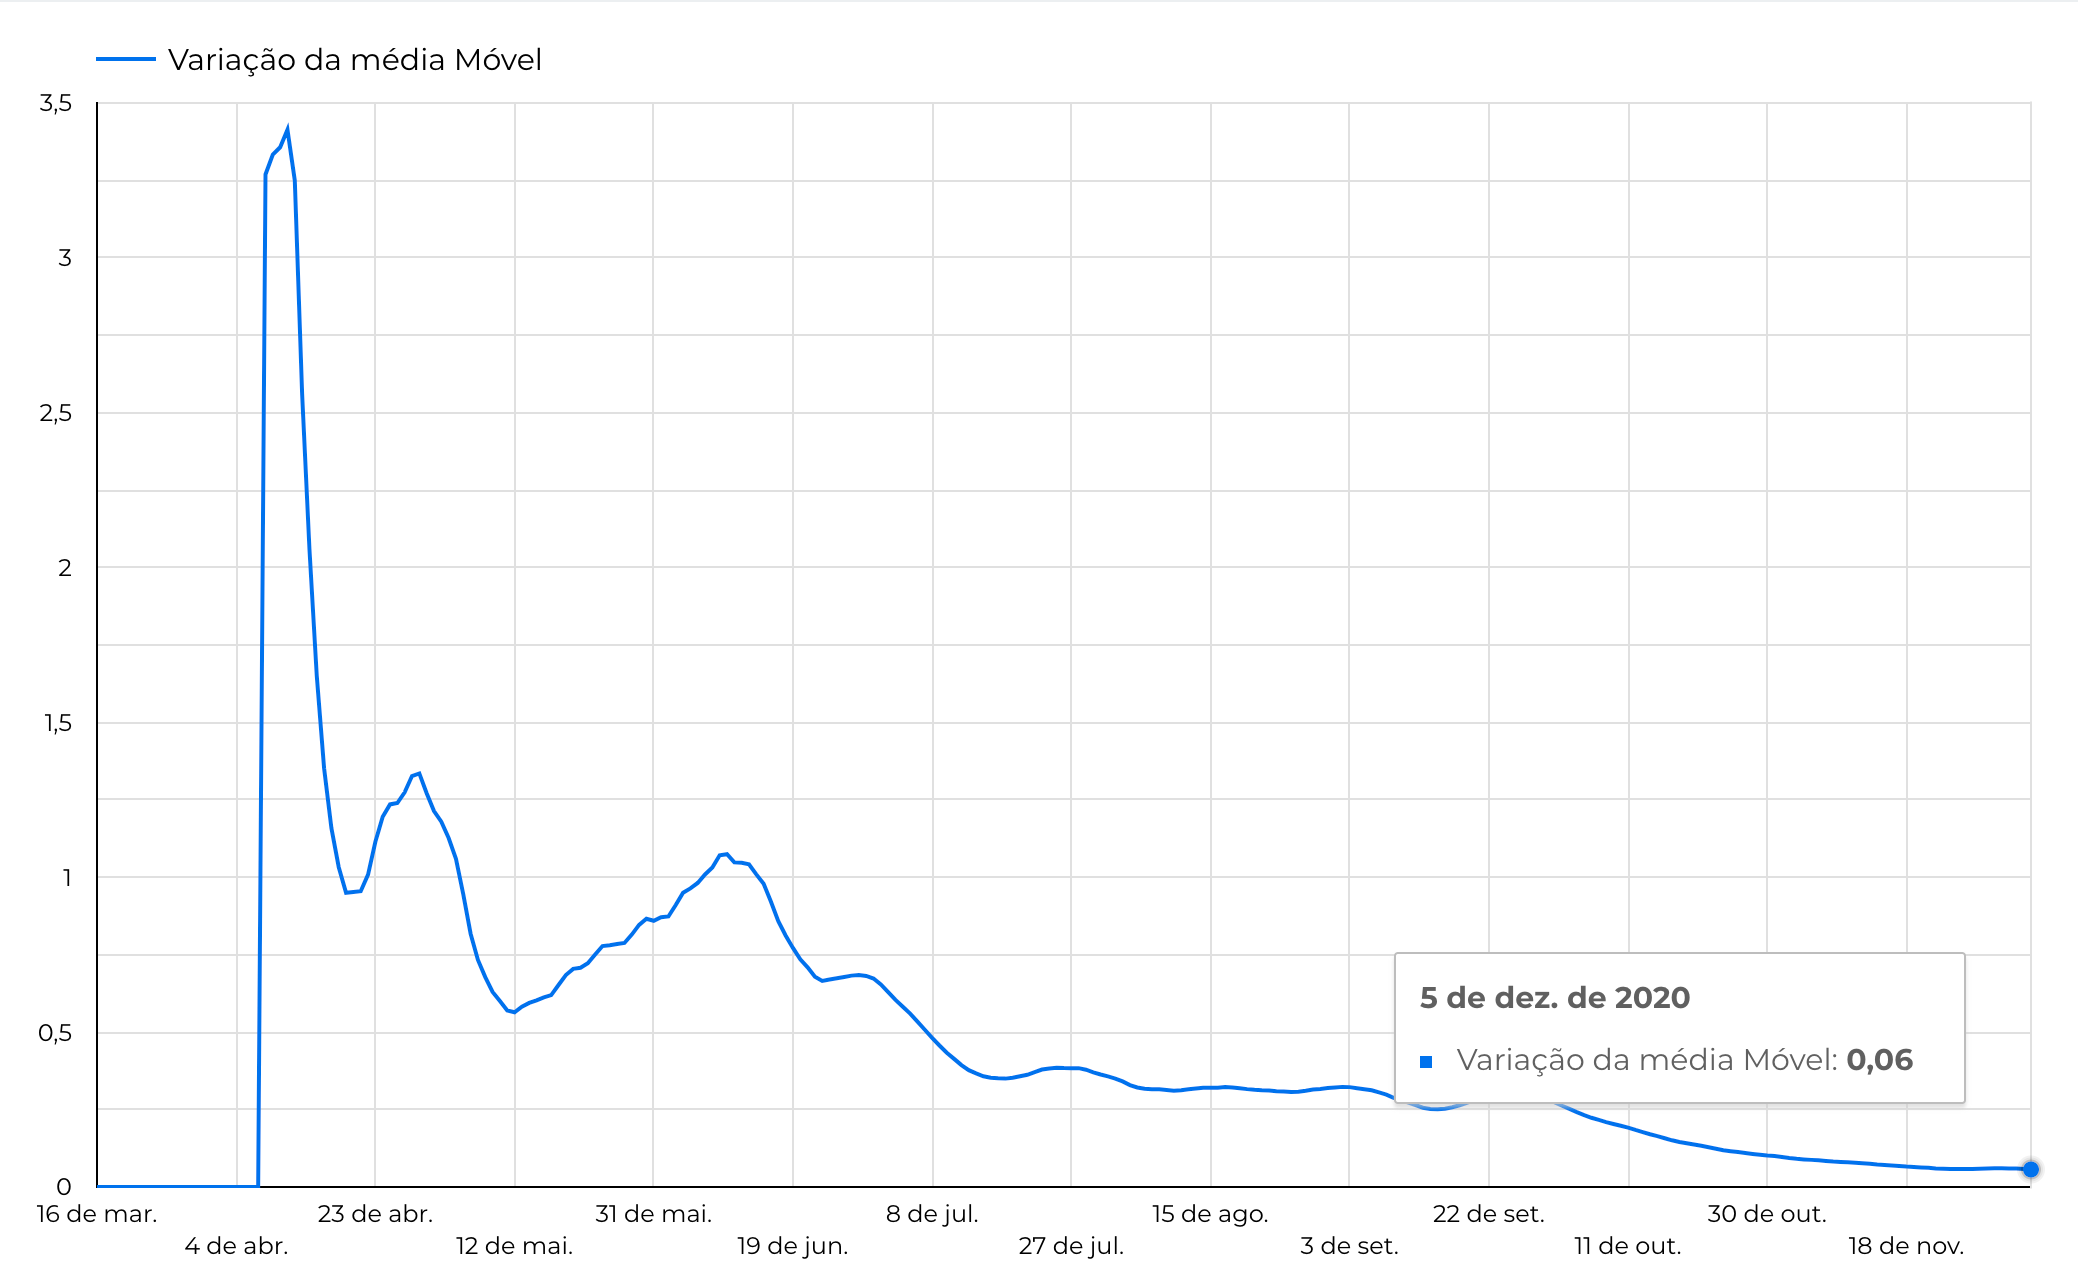 Variação da média Móvel
3,5
3
2,5
2
1,5
1
0,5
0
5 de dez. de 2020
Variação da média Móvel: 0,06
16 de mar. 23 de abr. 31 de mai. 8 de jul. 15 de ago. 22 de set. 30 de out.
4 de abr. 12 de mai. 19 de jun. 27 de jul. 3 de set. 11 de out. 18 de nov.